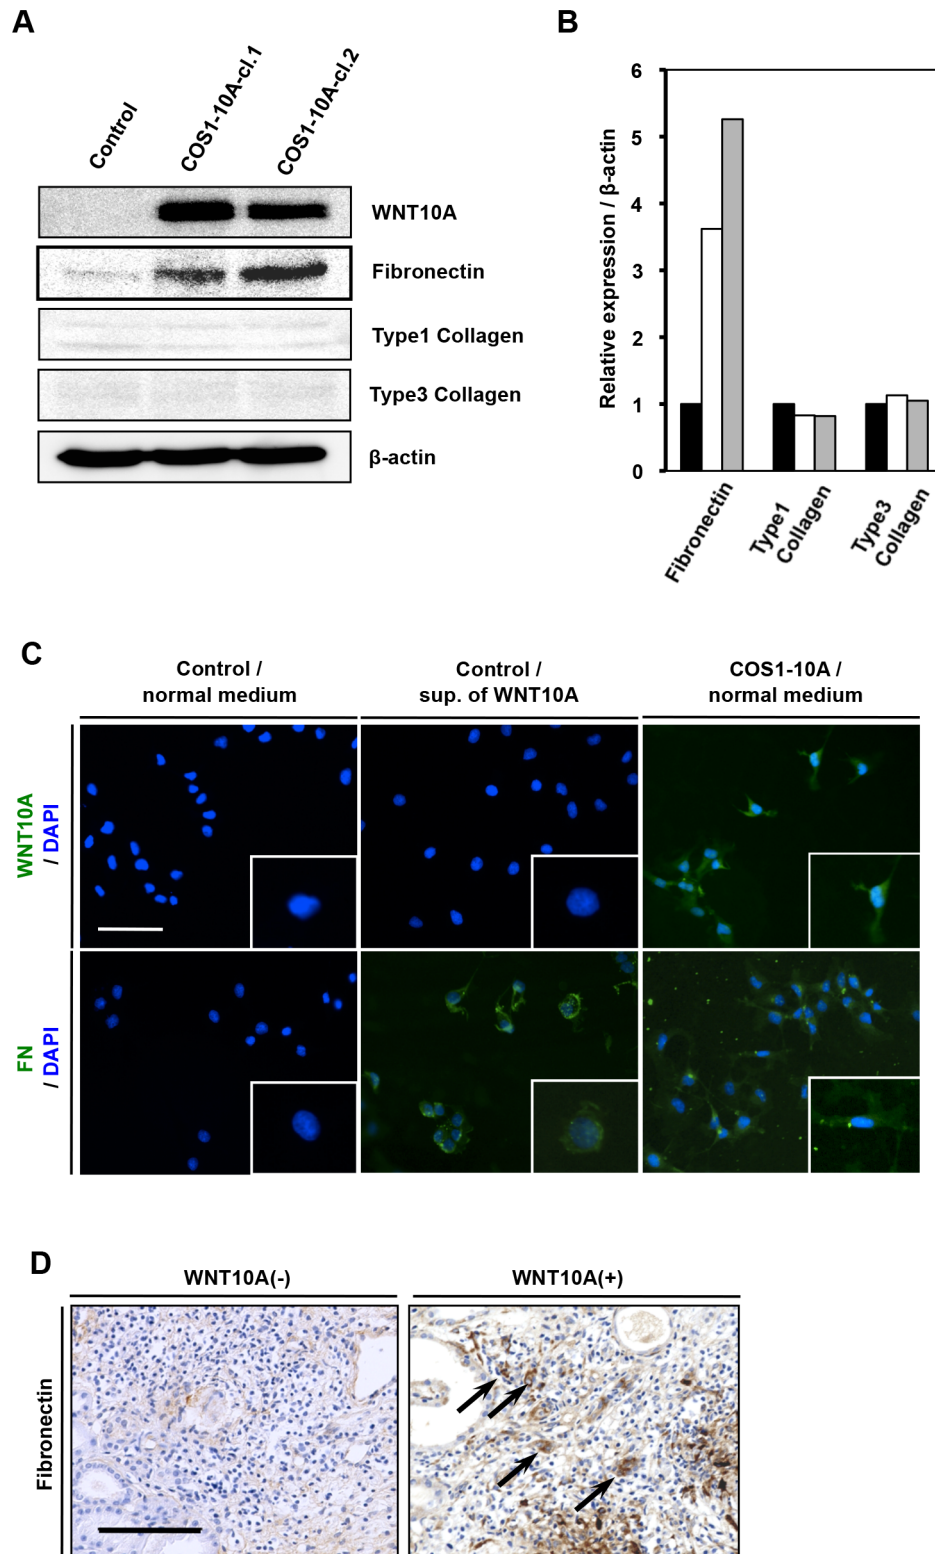 A
Control
COS1-10A-cl.1
COS1-10A-cl.2
WNT10A
Fibronectin
Type1 Collagen
Type3 Collagen
β-actin
B
Relative expression / β-actin
6
5
4
3
2
1
0
Fibronectin
Type1
Collagen
Type3
Collagen
C
Control /
normal medium
Control /
sup. of WNT10A
COS1-10A /
normal medium
WNT10A
/ DAPI
FN
/ DAPI
D
WNT10A(-)
WNT10A(+)
Fibronectin